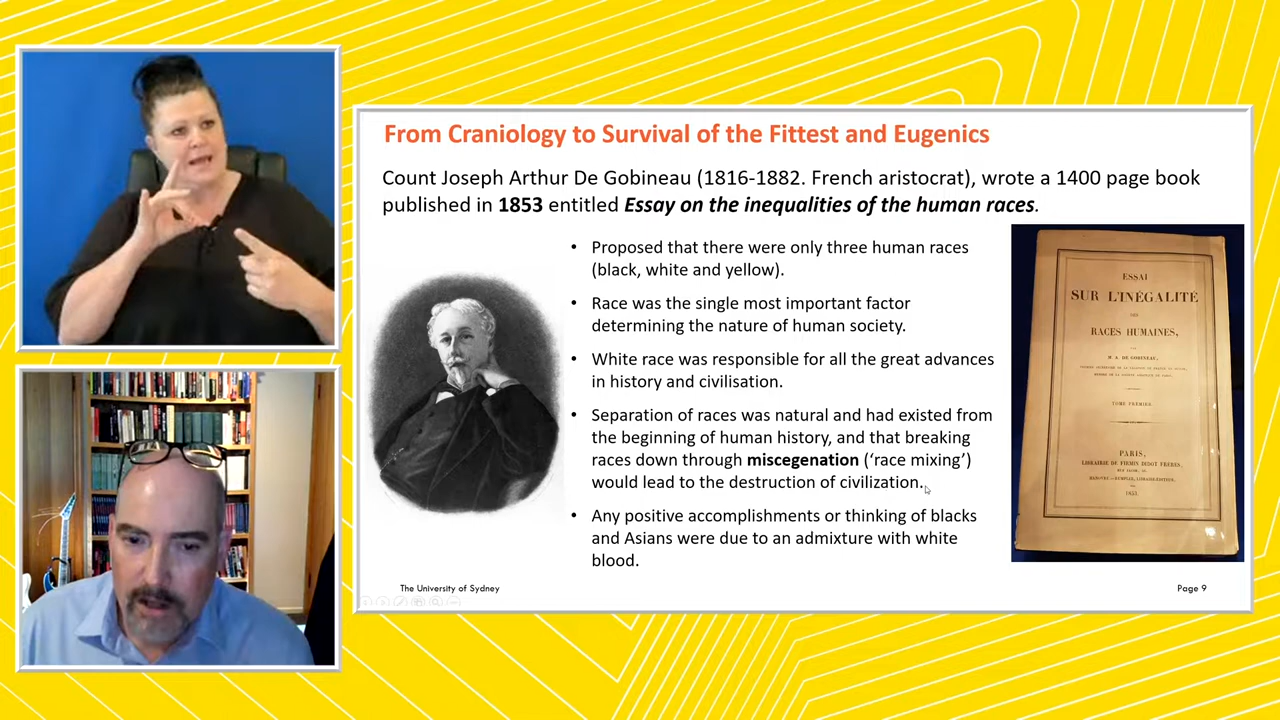 From Craniology to Survival of the Fittest and Eugenics
Count Joseph Arthur De Gobineau (1816-1882. French aristocrat), wrote a 1400 page book
published in 1853 entitled Essay on the inequalities of the human races.
• Proposed that there were only three human races
(black, white and yellow).
• Race was the single most important factor
determining the nature of human society.
• White race was responsible for all the great advances
in history and civilisation.
• Separation of races was natural and had existed from
the beginning of human history, and that breaking
races down through miscegenation (‘race mixing’)
would lead to the destruction of civilization.
• Any positive accomplishments or thinking of blacks
and Asians were due to an admixture with white
blood.
ESSAI
SUR L'INÉGALITÉ
DES
RACES HUMAINES,
PAR
M. A. DE GOBINEAU,
TOME PREMIER
PARIS,
LIBRAIRIE DE FIRMIN DIDOT FRÈRES,
1853.
The University of Sydney
Page 9